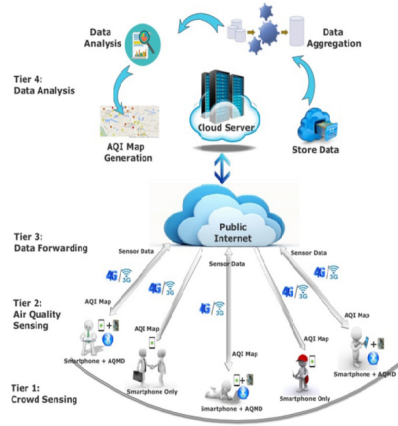 Data
Analysis
Data
Aggregation
Tier 4:
Data Analysis
Cloud Server
AQI Map
Generation
Store Data
Tier 3:
Data Forwarding
Public
Internet
Sensor Data
Sensor Data
Sensor Data
4G/3G
4G/3G
4G/3G
4G/3G
4G/3G
Tier 2:
Air Quality
Sensing
AQI Map
AQI Map
AQI Map
AQI Map
AQI Map
Smartphone + AQMD
Smartphone Only
Smartphone + AQMD
Smartphone Only
Smartphone + AQMD
Tier 1:
Crowd Sensing